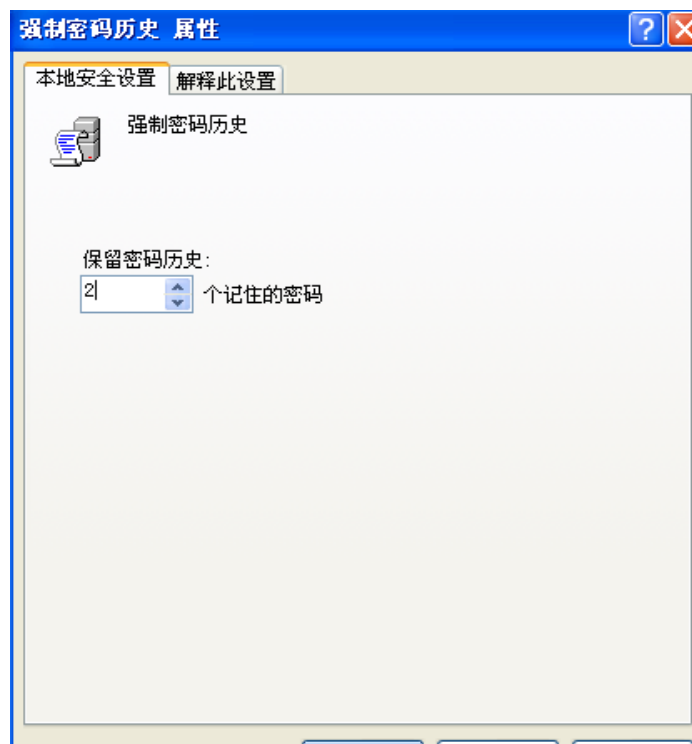 强制密码历史 属性
本地安全设置 解释此设置
强制密码历史
保留密码历史:
2 个记住的密码